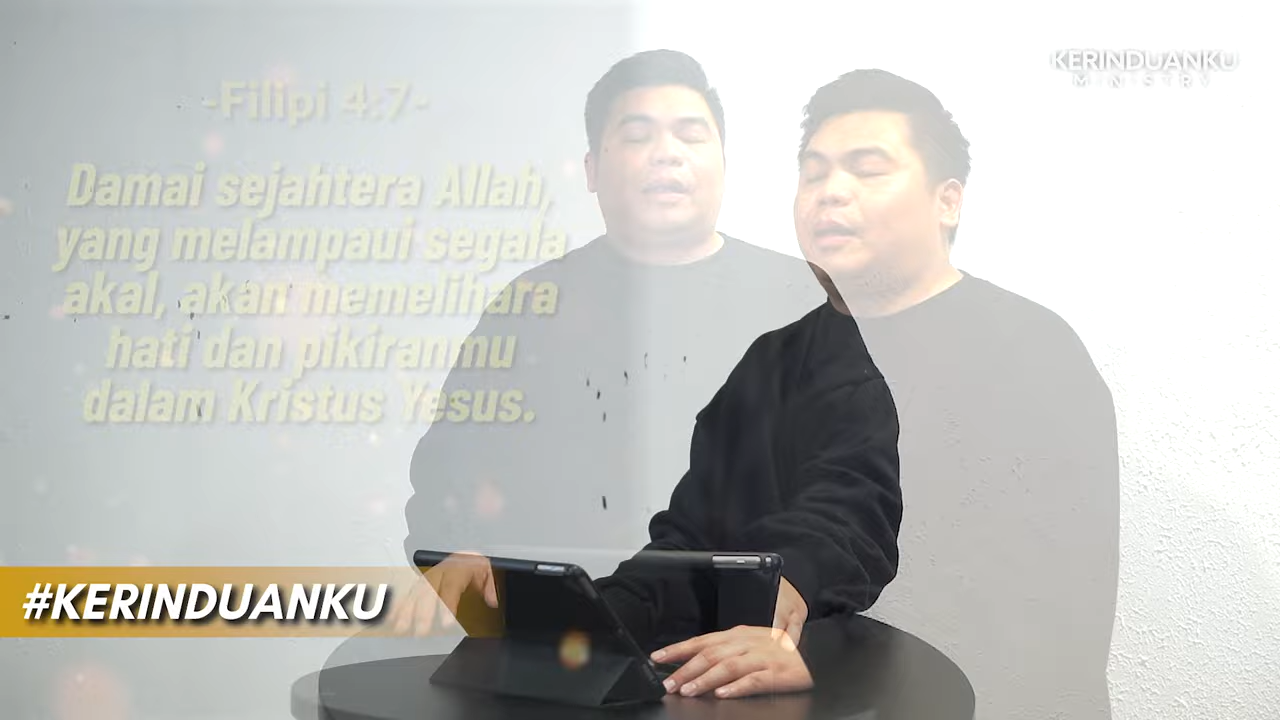 -Filipi 4:7-
Damai sejahtera Allah,
yang melampaui segala
akal, akan memelihara
hati dan pikiranmu
dalam Kristus Yesus.
KERINDUANKU
MINISTRY
#KERINDUANKU